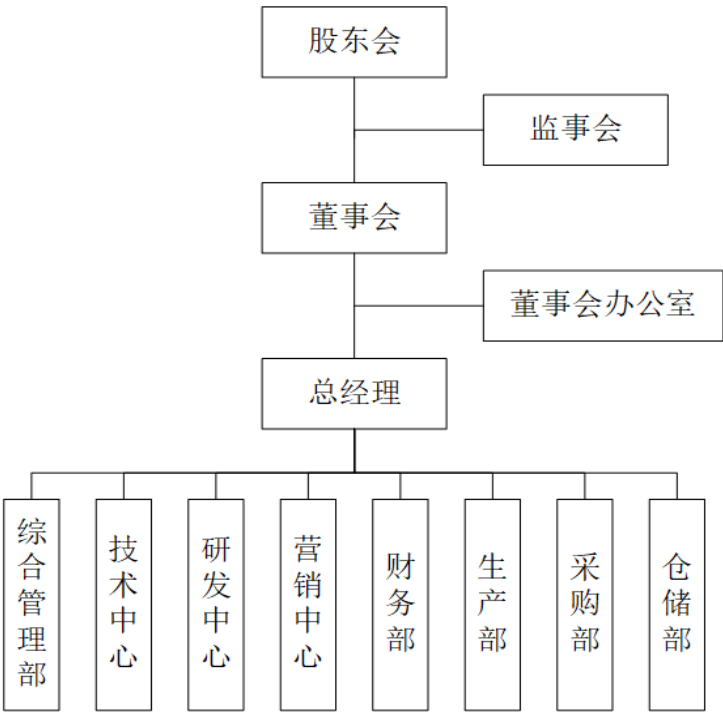 股东会
监事会
董事会
董事会办公室
总经理
综合管理部
技术中心
研发中心
营销中心
财务部
生产部
采购部
仓储部